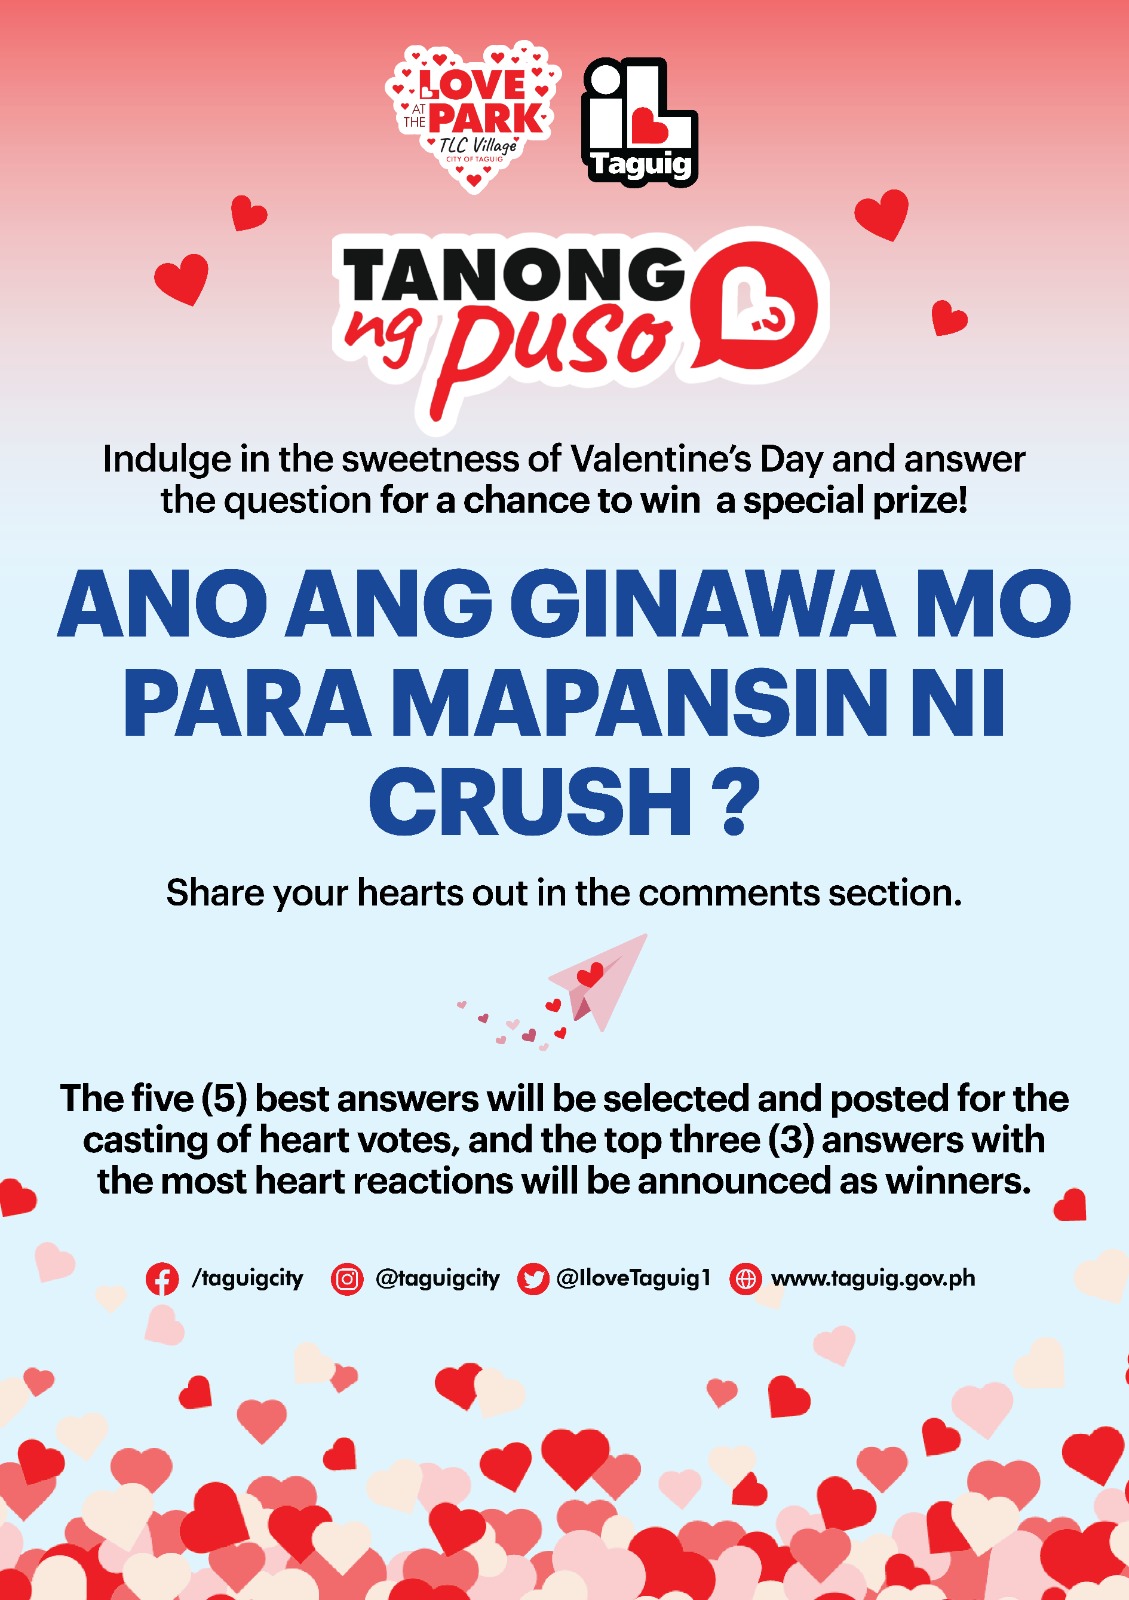 LOVE
AT THE PARK
TLC Village
CITY OF TAGUIG
iL
Taguig
TANONG
ng puso
Indulge in the sweetness of Valentine's Day and answer
the question for a chance to win a special prize!
ANO ANG GINAWA MO
PARA MAPANSIN NI
CRUSH ?
Share your hearts out in the comments section.
The five (5) best answers will be selected and posted for the
casting of heart votes, and the top three (3) answers with
the most heart reactions will be announced as winners.
/taguigcity @taguigcity @IloveTaguig1 www.taguig.gov.ph